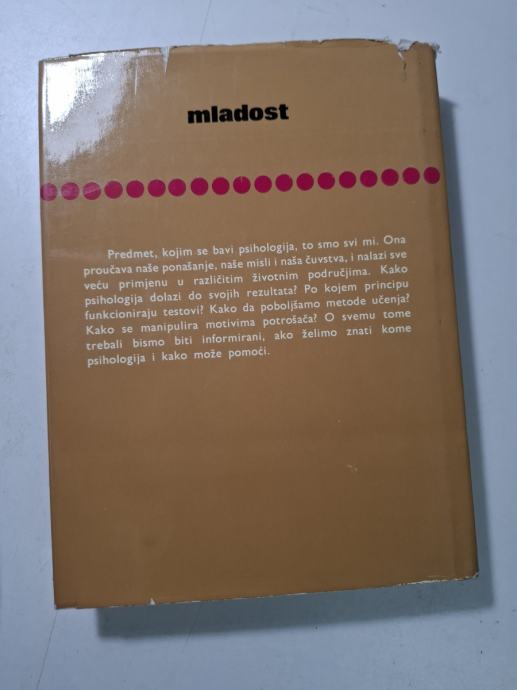 mladost
Predmet, kojim se bavi psihologija, to smo svi mi. Ona
proučava naše ponašanje, naše misli i naša čuvstva, i nalazi sve
veću primjenu u različitim životnim područjima. Kako
psihologija dolazi do svojih rezultata? Po kojem principu
funkcioniraju testovi? Kako da poboljšamo metode učenja?
Kako se manipulira motivima potrošača? O svemu tome
trebali bismo biti informirani, ako želimo znati kome
psihologija i kako može pomoći.